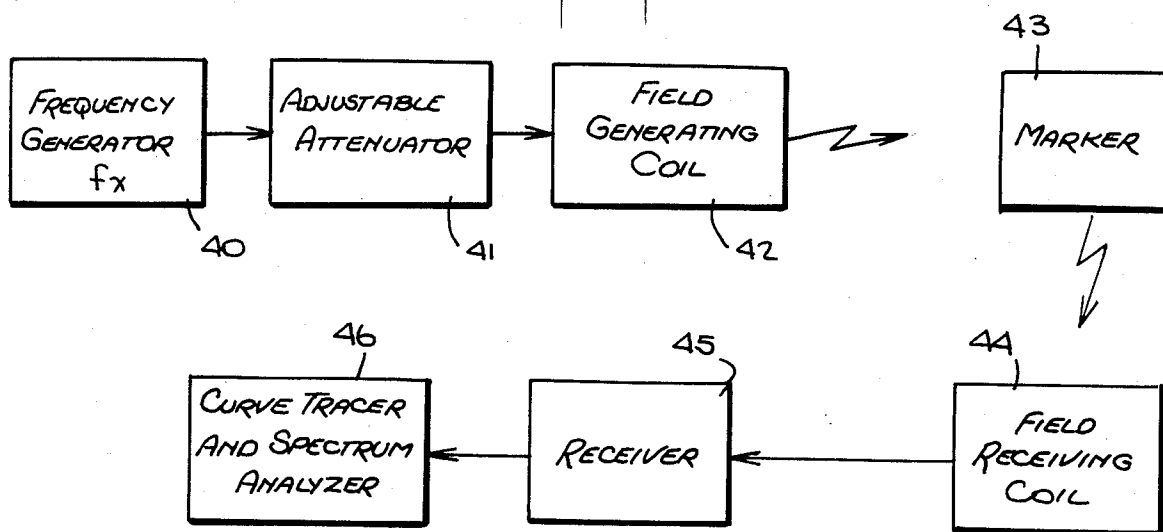 FREQUENCY
GENERATOR
fx
40
ADJUSTABLE
ATTENUATOR
41
FIELD
GENERATING
COIL
42
43
MARKER
46
CURVE TRACER
AND SPECTRUM
ANALYZER
45
RECEIVER
44
FIELD
RECEIVING
COIL